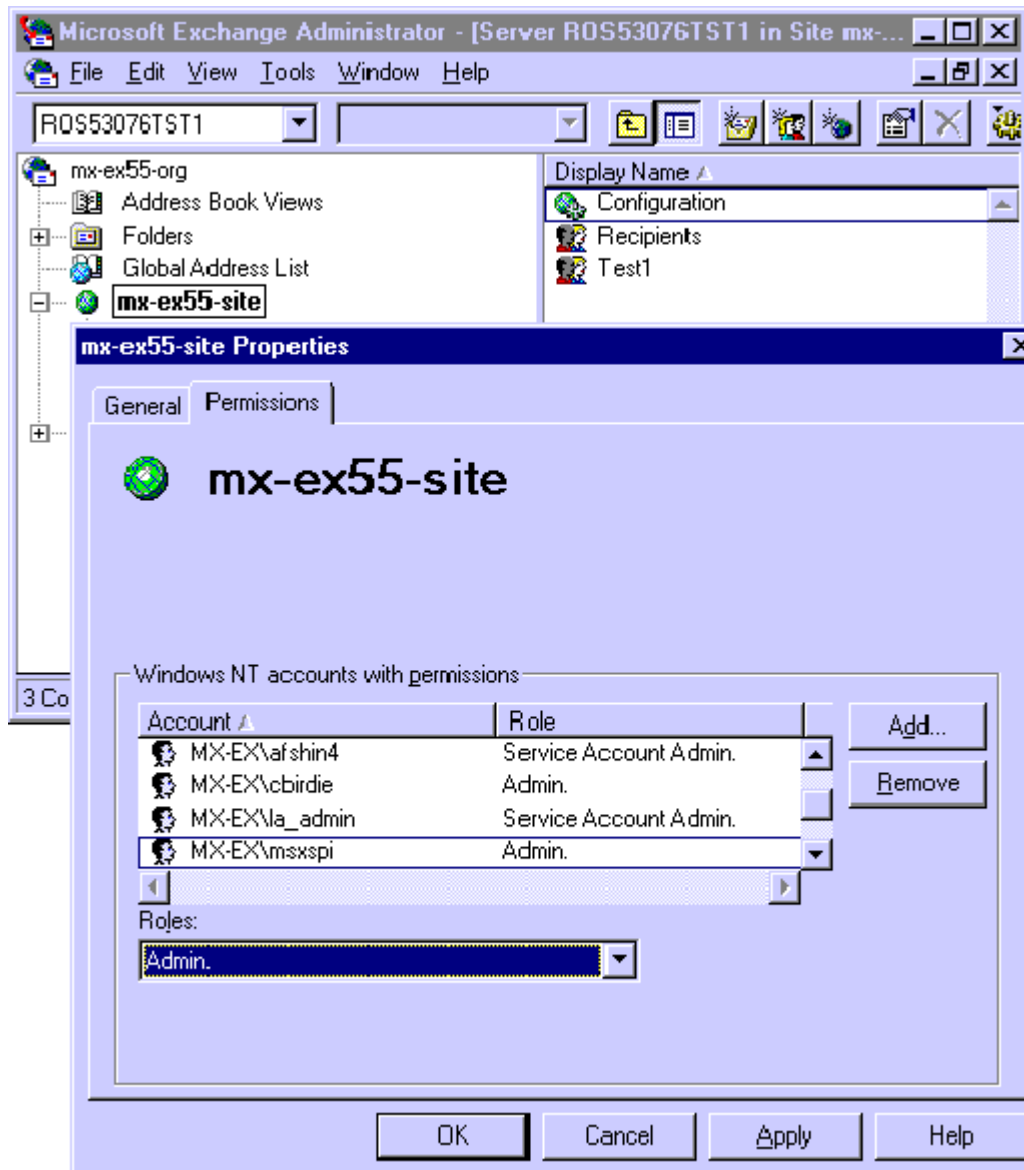 Microsoft Exchange Administrator - [Server ROS53076TST1 in Site mx-...
File Edit View Tools Window Help
ROS53076TST1
mx-ex55-org
Address Book Views
Folders
Global Address List
mx-ex55-site
Display Name
Configuration
Recipients
Test1
3 Co
mx-ex55-site Properties
General Permissions
mx-ex55-site
Windows NT accounts with permissions
Account Role
MX-EX\afshin4 Service Account Admin.
MX-EX\cbirdie Admin.
MX-EX\la_admin Service Account Admin.
MX-EX\msxspi Admin.
Add...
Remove
Roles:
Admin.
OK Cancel Apply Help